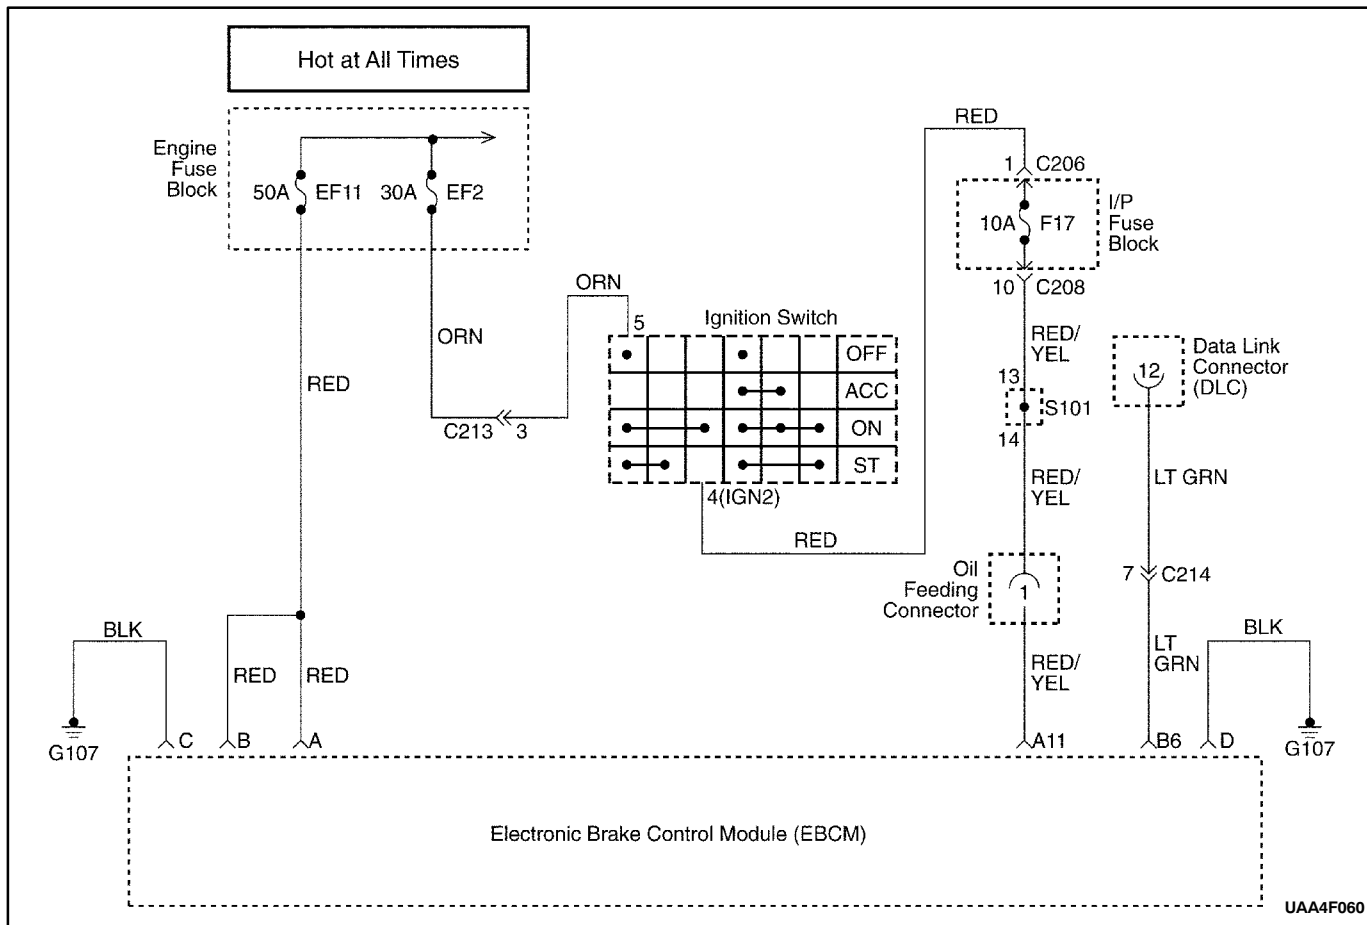 Hot at All Times
Engine
Fuse
Block
50A
EF11
30A
EF2
RED
1
C206
10A
F17
I/P
Fuse
Block
10
C208
ORN
ORN
5
Ignition Switch
OFF
ACC
ON
ST
4(IGN2)
C213
3
RED
RED
RED/
YEL
13
S101
14
12
Data Link
Connector
(DLC)
RED/
YEL
LT GRN
Oil
Feeding
Connector
1
7
C214
BLK
RED
RED
RED/
YEL
LT
GRN
BLK
G107
C
B
A
A11
B6
D
G107
Electronic Brake Control Module (EBCM)
UAA4F060